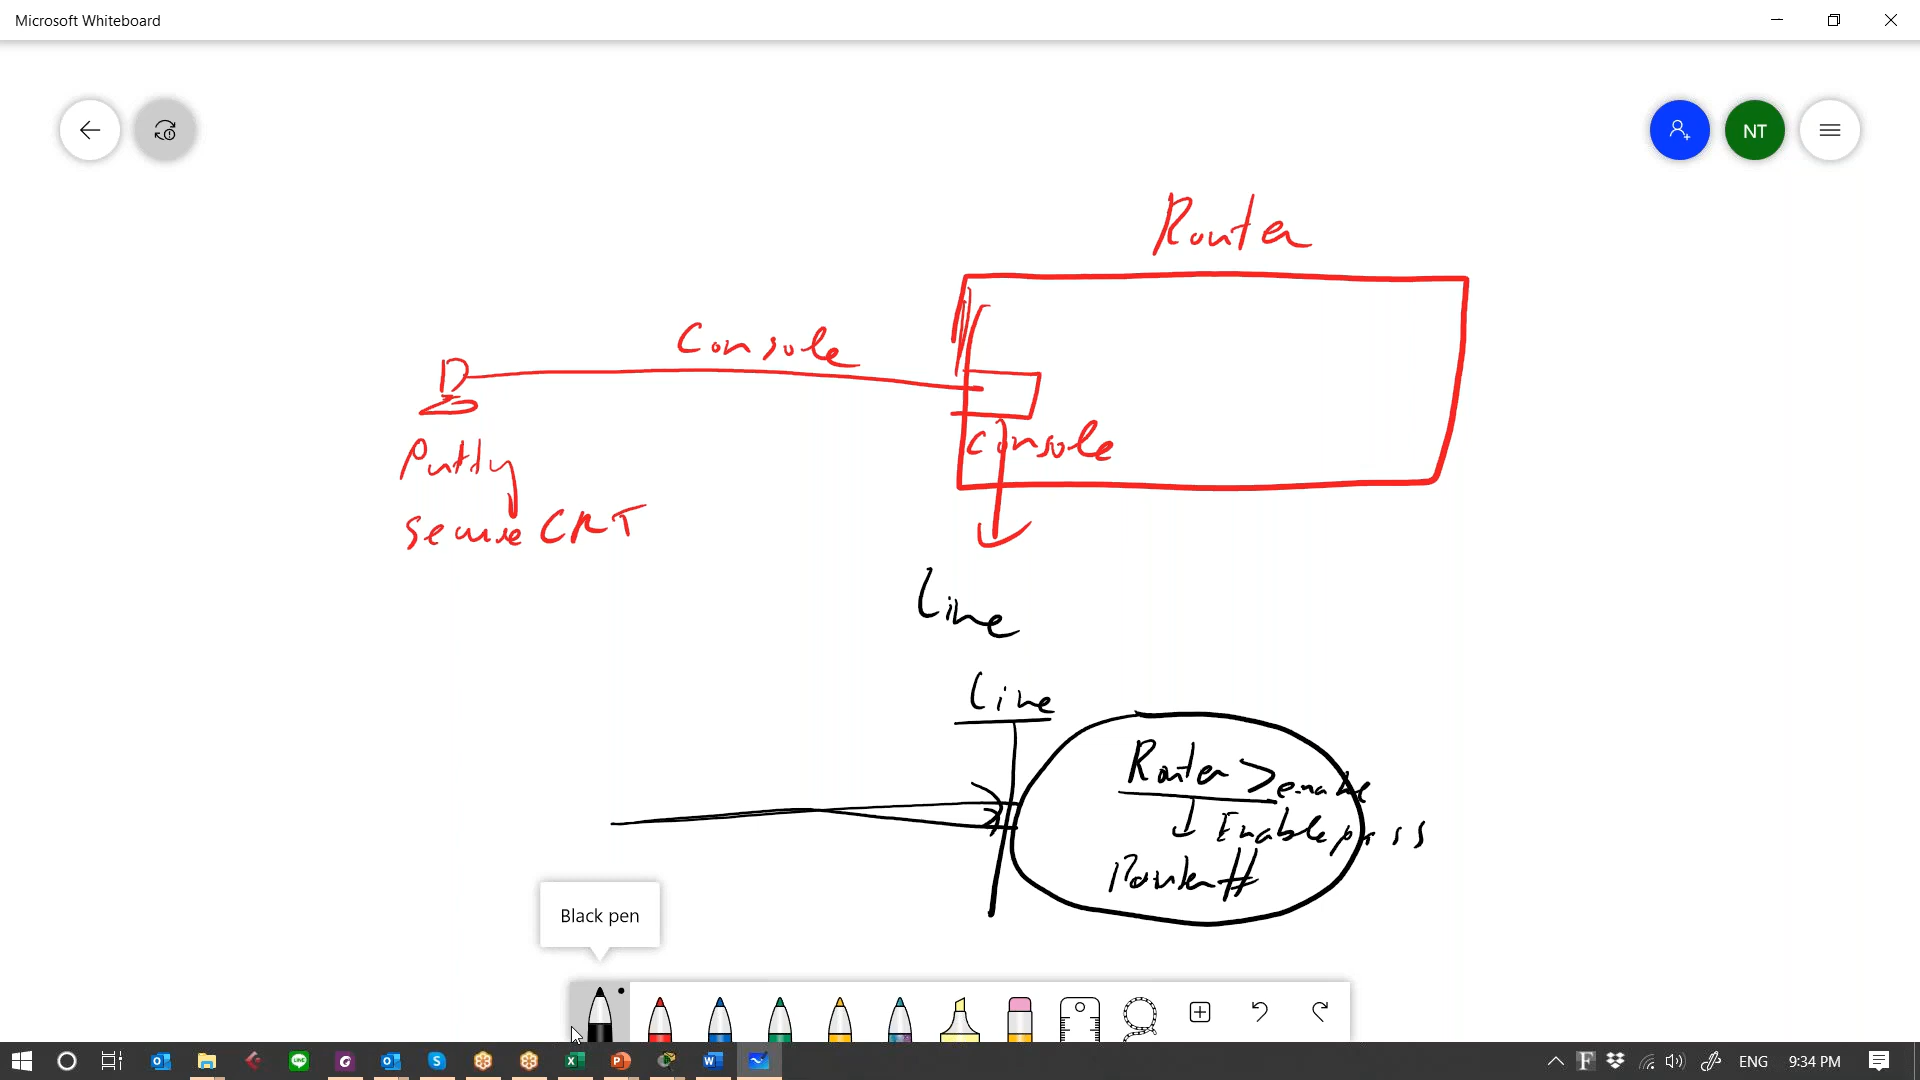 Microsoft Whiteboard
NT
Router
Console
Putty
Secure CRT
Console
Line
Line
Router > enable
Enable pass
Router #
Black pen
ENG
9:34 PM